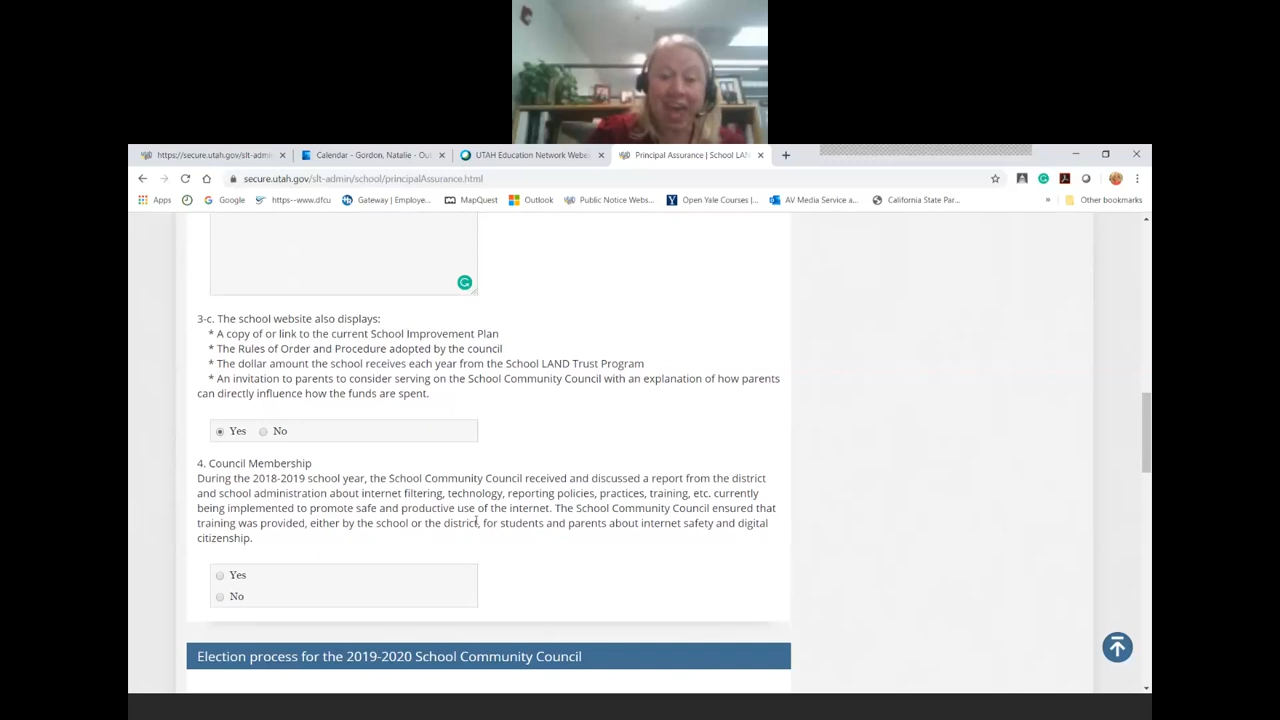 https://secure.utah.gov/slt-admi
Calendar - Gordon, Natalie - Ou
UTAH Education Network Webe
Principal Assurance | School LA
secure.utah.gov/slt-admin/school/principalAssurance.html
Apps
Google
https--www.dfcu
Gateway | Employe...
MapQuest
Outlook
Public Notice Webs...
Open Yale Courses |...
AV Media Service a...
California State Par...
»
Other bookmarks
3-c. The school website also displays:
* A copy of or link to the current School Improvement Plan
* The Rules of Order and Procedure adopted by the council
* The dollar amount the school receives each year from the School LAND Trust Program
* An invitation to parents to consider serving on the School Community Council with an explanation of how parents
can directly influence how the funds are spent.
Yes No
4. Council Membership
During the 2018-2019 school year, the School Community Council received and discussed a report from the district
and school administration about internet filtering, technology, reporting policies, practices, training, etc. currently
being implemented to promote safe and productive use of the internet. The School Community Council ensured that
training was provided, either by the school or the district, for students and parents about internet safety and digital
citizenship.
Yes
No
Election process for the 2019-2020 School Community Council